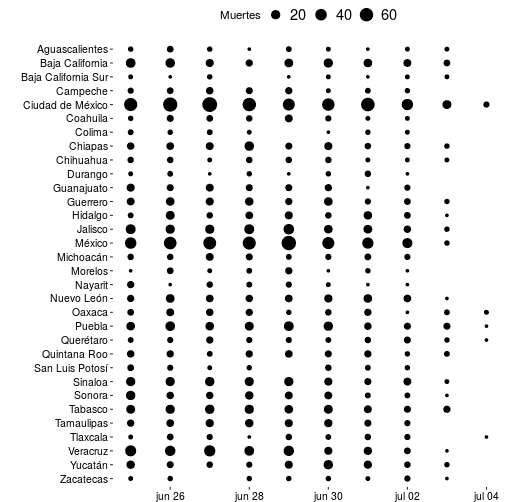 Muertes 20 40 60
Aguascalientes
Baja California
Baja California Sur
Campeche
Ciudad de México
Coahuila
Colima
Chiapas
Chihuahua
Durango
Guanajuato
Guerrero
Hidalgo
Jalisco
México
Michoacán
Morelos
Nayarit
Nuevo León
Oaxaca
Puebla
Querétaro
Quintana Roo
San Luis Potosí
Sinaloa
Sonora
Tabasco
Tamaulipas
Tlaxcala
Veracruz
Yucatán
Zacatecas
jun 26 jun 28 jun 30 jul 02 jul 04